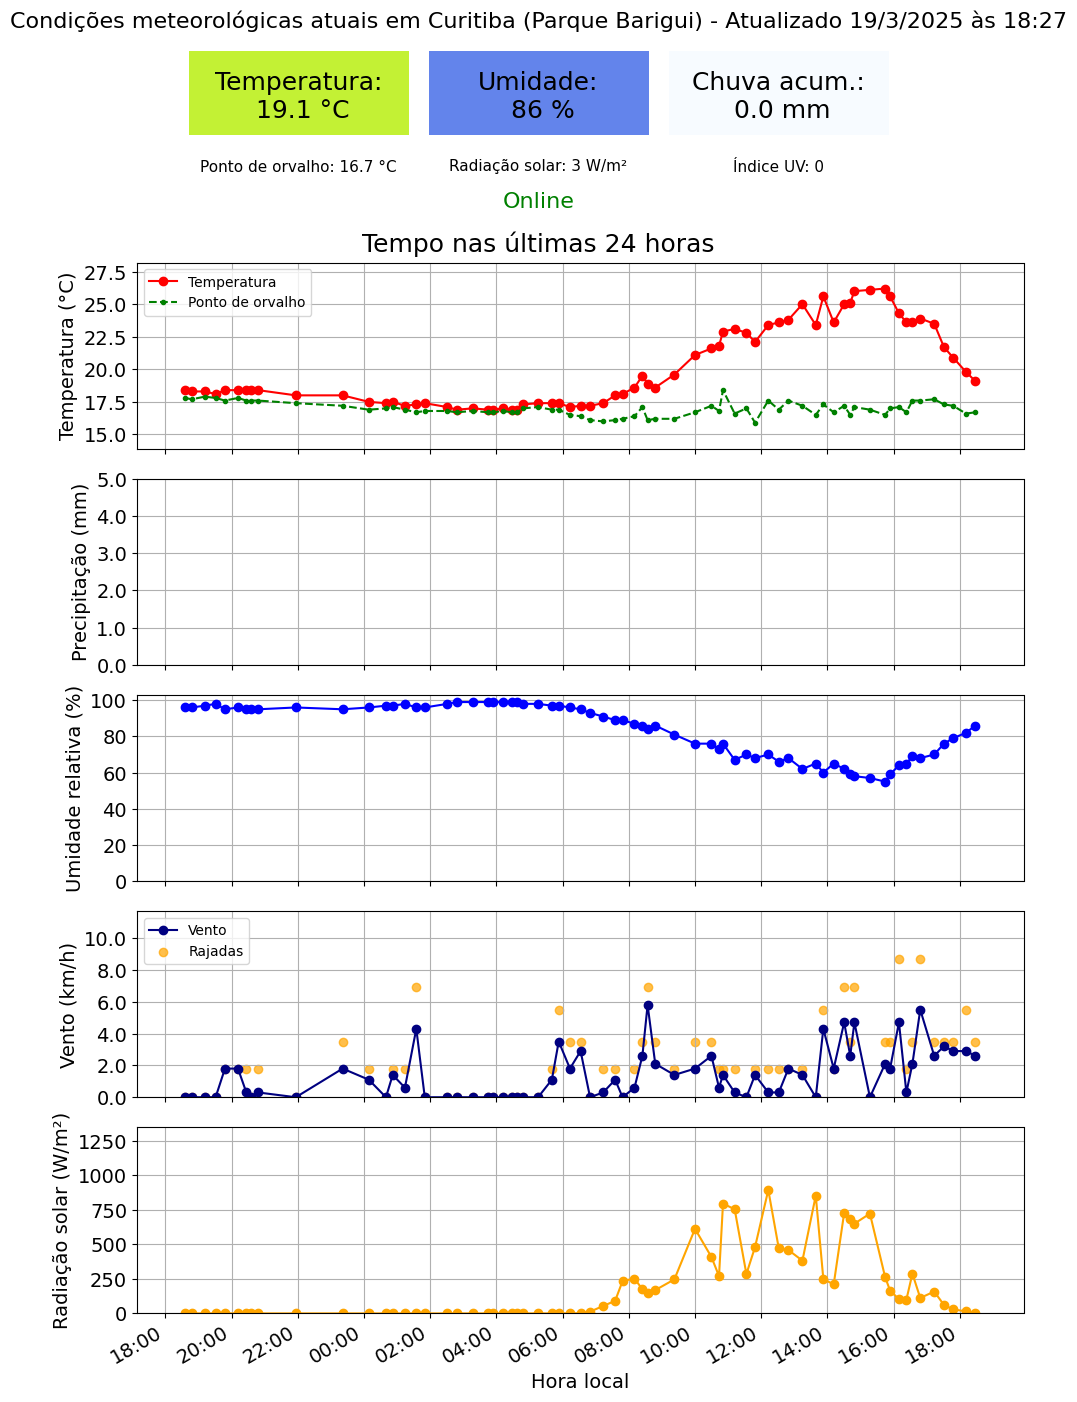 Condições meteorológicas atuais em Curitiba (Parque Barigui) - Atualizado 19/3/2025 às 18:27
Temperatura:
19.1 °C
Umidade:
86 %
Chuva acum.:
0.0 mm
Ponto de orvalho: 16.7 °C
Radiação solar: 3 W/m²
Índice UV: 0
Online
Tempo nas últimas 24 horas
Temperatura (°C)
27.5
25.0
22.5
20.0
17.5
15.0
Temperatura
Ponto de orvalho
Precipitação (mm)
5.0
4.0
3.0
2.0
1.0
0.0
Umidade relativa (%)
100
80
60
40
20
0
Vento (km/h)
10.0
8.0
6.0
4.0
2.0
0.0
Vento
Rajadas
Radiação solar (W/m²)
1250
1000
750
500
250
0
18:00
20:00
22:00
00:00
02:00
04:00
06:00
08:00
10:00
12:00
14:00
16:00
18:00
Hora local